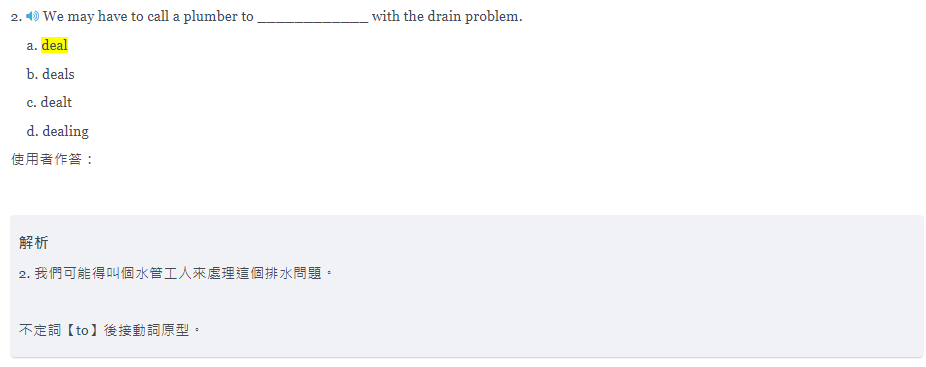 2. We may have to call a plumber to ____________ with the drain problem.
a. deal
b. deals
c. dealt
d. dealing
使用者作答：
解析
2. 我們可能得叫個水管工人來處理這個排水問題。
不定詞【to】後接動詞原型。